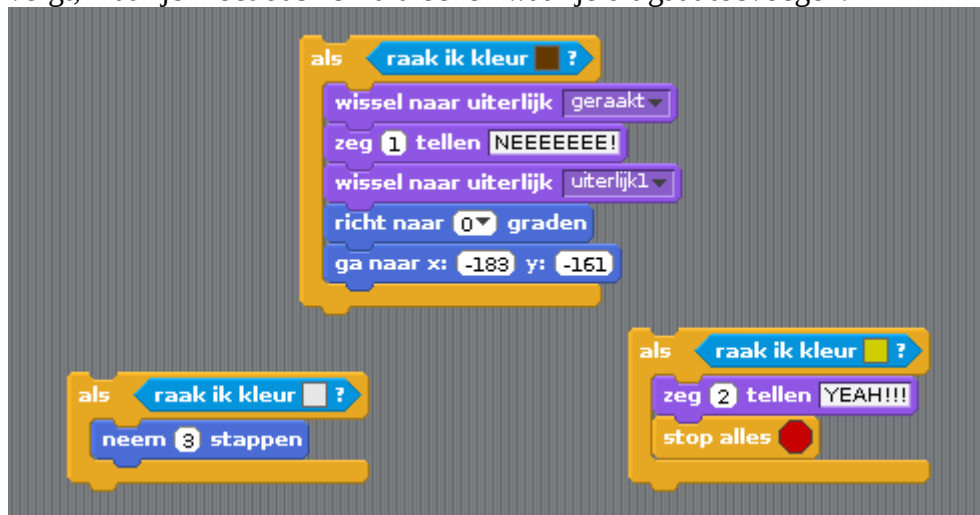 als raak ik kleur ?
wissel naar uiterlijk geraakt
zeg 1 tellen NEEEEEEE!
wissel naar uiterlijk uiterlijk1
richt naar 0 graden
ga naar x: -183 y: -161
als raak ik kleur ?
neem 3 stappen
als raak ik kleur ?
zeg 2 tellen YEAH!!!
stop alles